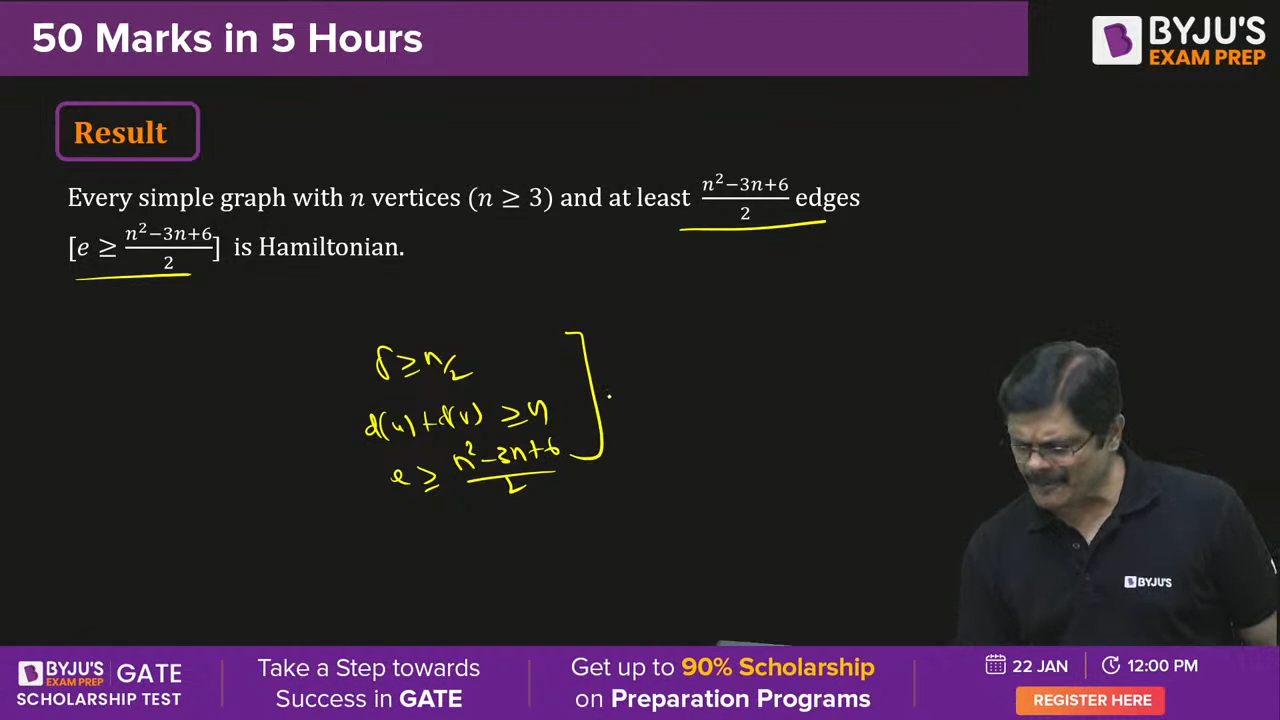 50 Marks in 5 Hours
BYJU'S
EXAM PREP
Result
Every simple graph with n vertices (n ≥ 3) and at least (n²−3n+6)/2 edges
[e ≥ (n²−3n+6)/2] is Hamiltonian.
δ ≥ n/2
d(u) + d(v) ≥ n
e ≥ (n²−3n+6)/2
BYJU'S
BYJU'S EXAM PREP | GATE
SCHOLARSHIP TEST
Take a Step towards
Success in GATE
Get up to 90% Scholarship
on Preparation Programs
22 JAN
12:00 PM
REGISTER HERE